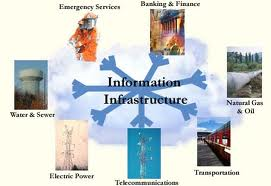 Banking & Finance
Emergency Services
Information
Infrastructure
Natural Gas
& Oil
Water & Sewer
Transportation
Electric Power
Telecommunications